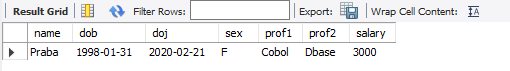 Result Grid Filter Rows: Export: Wrap Cell Content:
name dob doj sex prof1 prof2 salary
Praba 1998-01-31 2020-02-21 F Cobol Dbase 3000